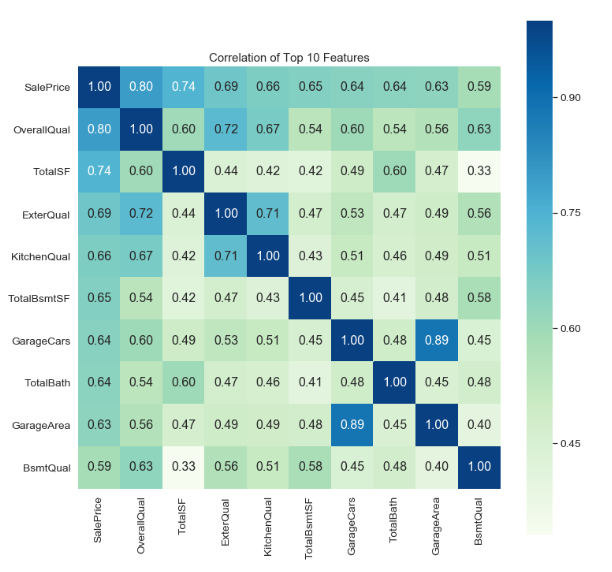 Correlation of Top 10 Features
SalePrice 1.00 0.80 0.74 0.69 0.66 0.65 0.64 0.64 0.63 0.59
OverallQual 0.80 1.00 0.60 0.72 0.67 0.54 0.60 0.54 0.56 0.63
TotalSF 0.74 0.60 1.00 0.44 0.42 0.42 0.49 0.60 0.47 0.33
ExterQual 0.69 0.72 0.44 1.00 0.71 0.47 0.53 0.47 0.49 0.56
KitchenQual 0.66 0.67 0.42 0.71 1.00 0.43 0.51 0.46 0.49 0.51
TotalBsmtSF 0.65 0.54 0.42 0.47 0.43 1.00 0.45 0.41 0.48 0.58
GarageCars 0.64 0.60 0.49 0.53 0.51 0.45 1.00 0.48 0.89 0.45
TotalBath 0.64 0.54 0.60 0.47 0.46 0.41 0.48 1.00 0.45 0.48
GarageArea 0.63 0.56 0.47 0.49 0.49 0.48 0.89 0.45 1.00 0.40
BsmtQual 0.59 0.63 0.33 0.56 0.51 0.58 0.45 0.48 0.40 1.00
SalePrice OverallQual TotalSF ExterQual KitchenQual TotalBsmtSF GarageCars TotalBath GarageArea BsmtQual
0.90
0.75
0.60
0.45